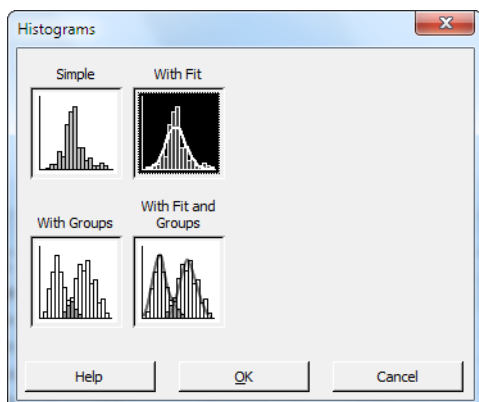 Histograms
Simple
With Fit
With Groups
With Fit and
Groups
Help
OK
Cancel